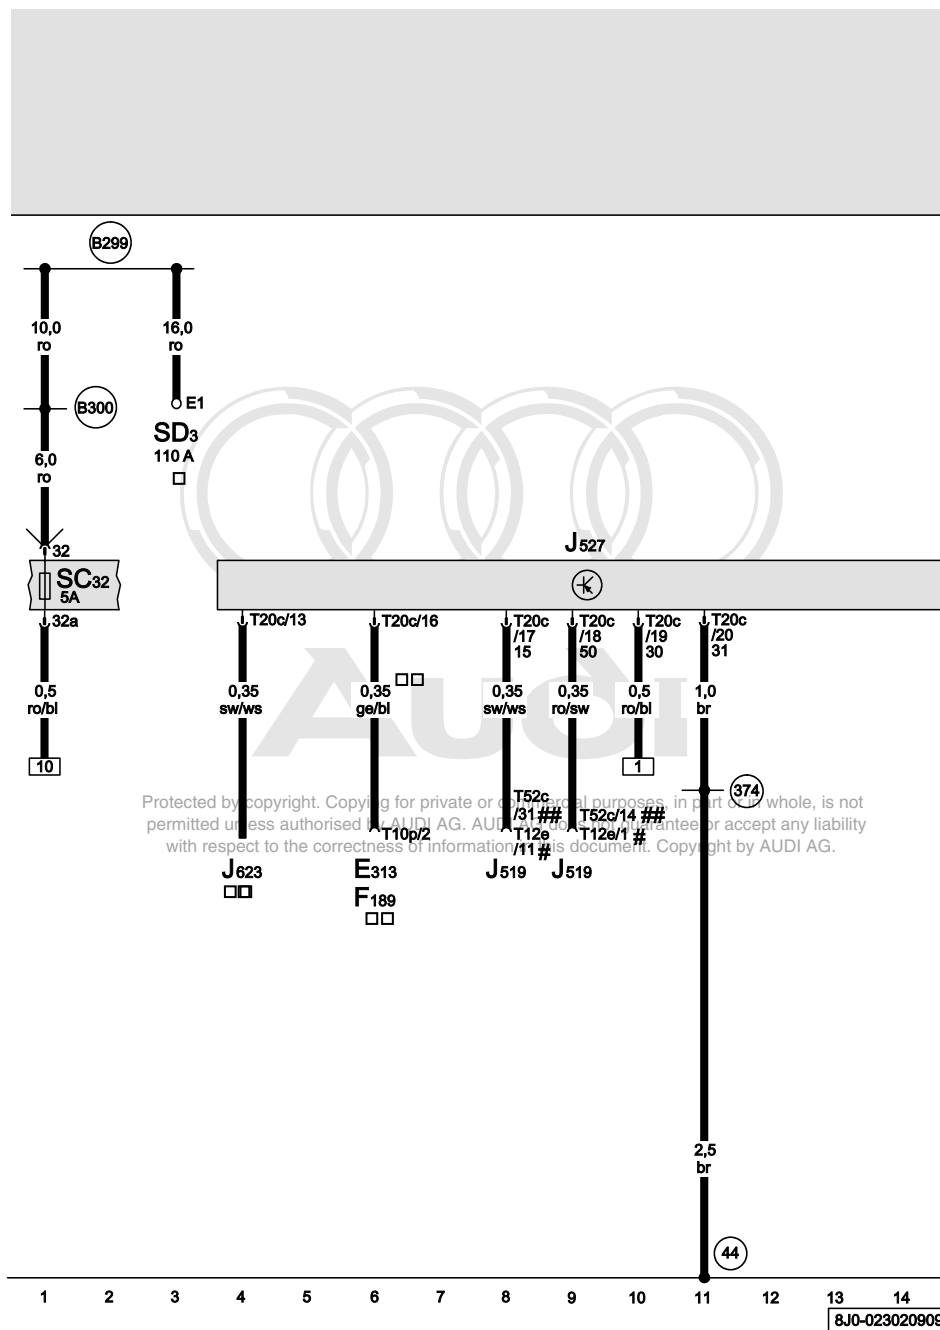 B299
10,0
ro
16,0
ro
B300
E1
SD3
110 A
6,0
ro
32
J527
SC32
5A
32a
T20c/13
T20c/16
T20c
/17
15
T20c
/18
50
T20c
/19
30
T20c
/20
31
0,5
ro/bl
0,35
sw/ws
0,35
ge/bl
0,35
sw/ws
0,35
ro/sw
0,5
ro/bl
1,0
br
Audi
10
1
374
Protected by copyright. Copying for private or commercial purposes, in part or in whole, is not
permitted unless authorised by AUDI AG. AUDI AG does not guarantee or accept any liability
with respect to the correctness of information in this document. Copyright by AUDI AG.
T52c
/31 ##
T12e
/11 #
T52c/14 ##
T12e/1 #
T10p/2
J623
E313
F189
J519
J519
2,5
br
44
1 2 3 4 5 6 7 8 9 10 11 12 13 14
8J0-023020909